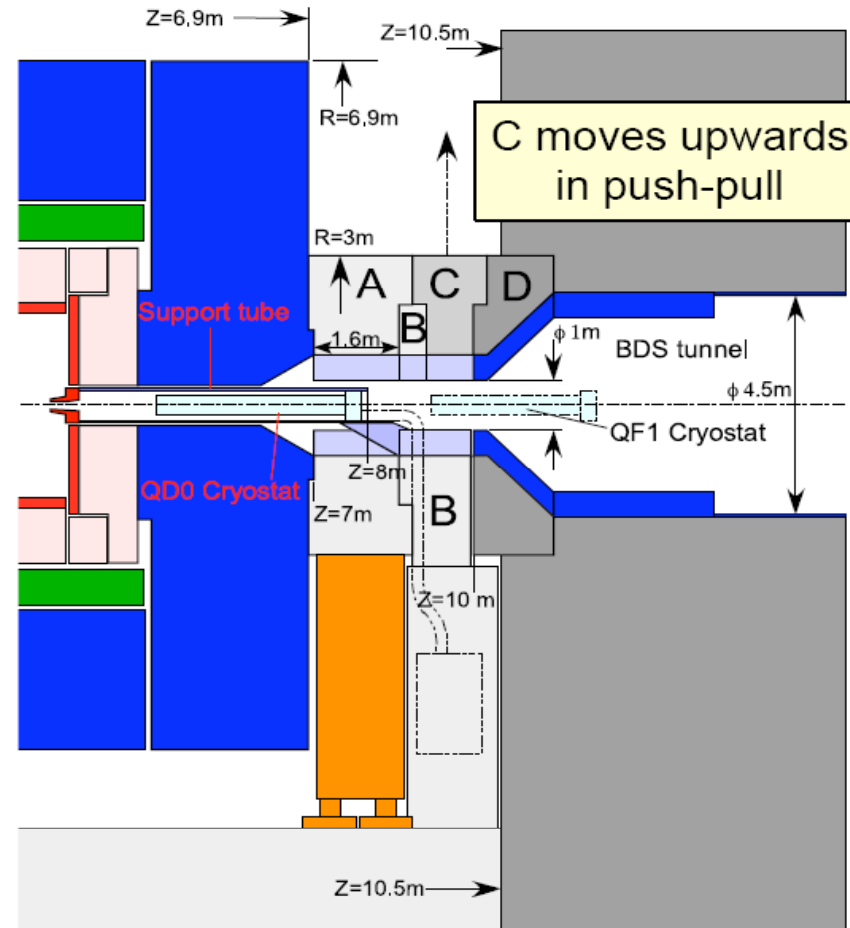 Z=6,9m
Z=10.5m
R=6,9m
C moves upwards
in push-pull
R=3m
A
C
D
B
Support tube
1.6m
ϕ 1m
BDS tunnel
ϕ 4.5m
QF1 Cryostat
Z=8m
QD0 Cryostat
Z=7m
B
Z=10 m
Z=10.5m